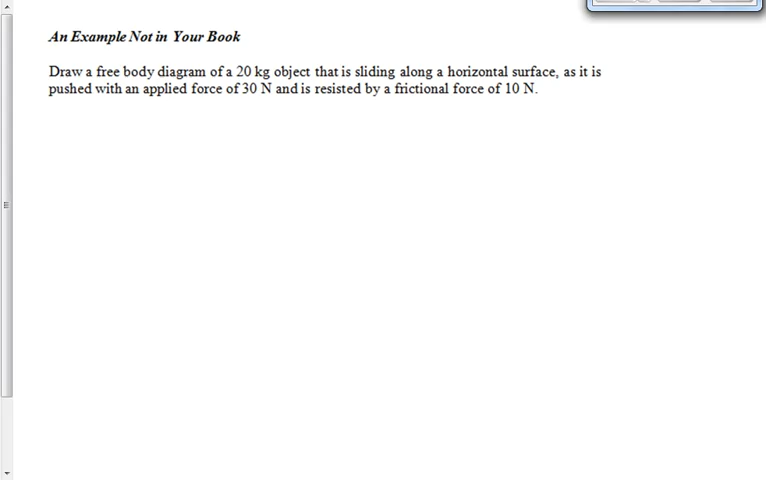 An Example Not in Your Book
Draw a free body diagram of a 20 kg object that is sliding along a horizontal surface, as it is
pushed with an applied force of 30 N and is resisted by a frictional force of 10 N.